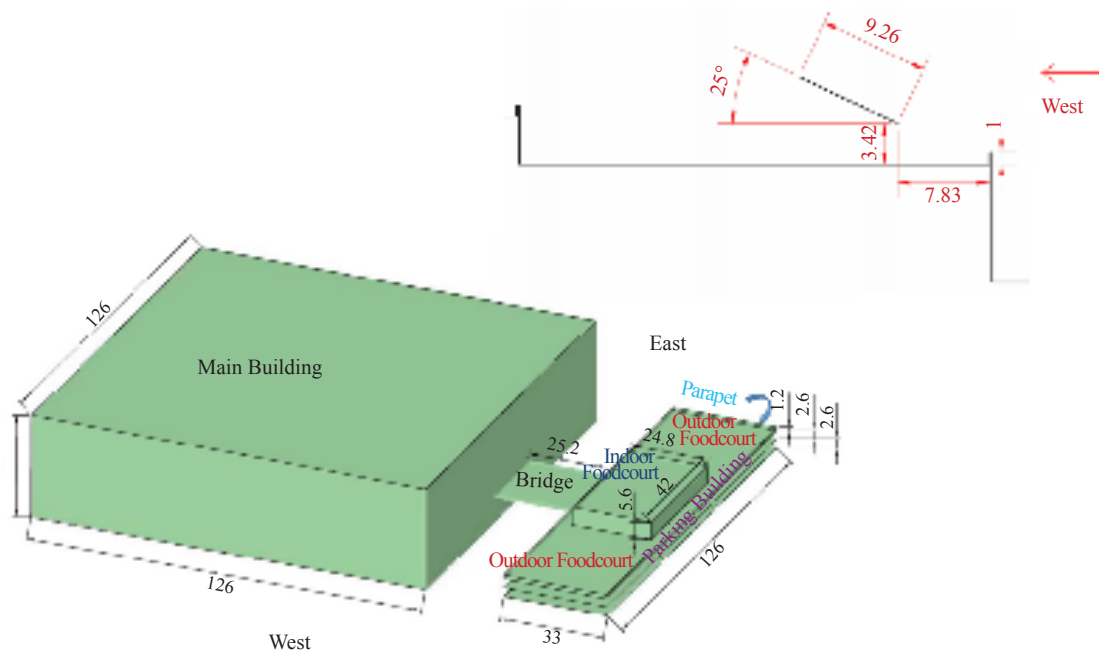 9.26
25°
West
3.42
1
7.83
126
Main Building
East
Parapet
1.2
2.6
2.6
Outdoor
Foodcourt
24.8
25.2
Indoor
Foodcourt
Bridge
42
5.6
Parking Building
Outdoor Foodcourt
126
126
33
West